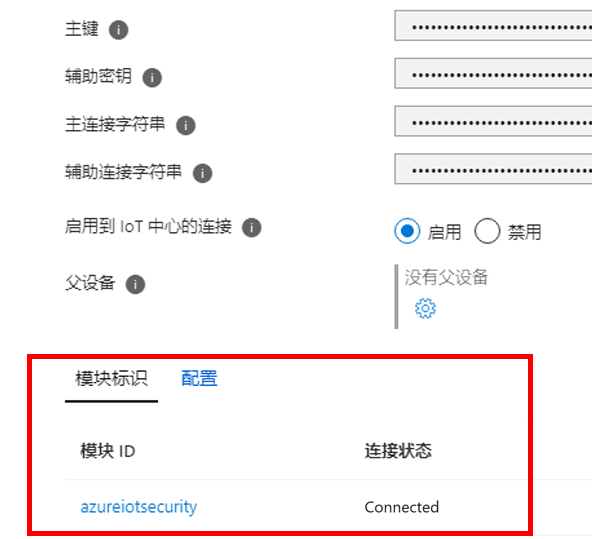 主键
辅助密钥
主连接字符串
辅助连接字符串
启用到 IoT 中心的连接 启用 禁用
父设备 没有父设备
模块标识 配置
模块 ID 连接状态
azureiotsecurity Connected